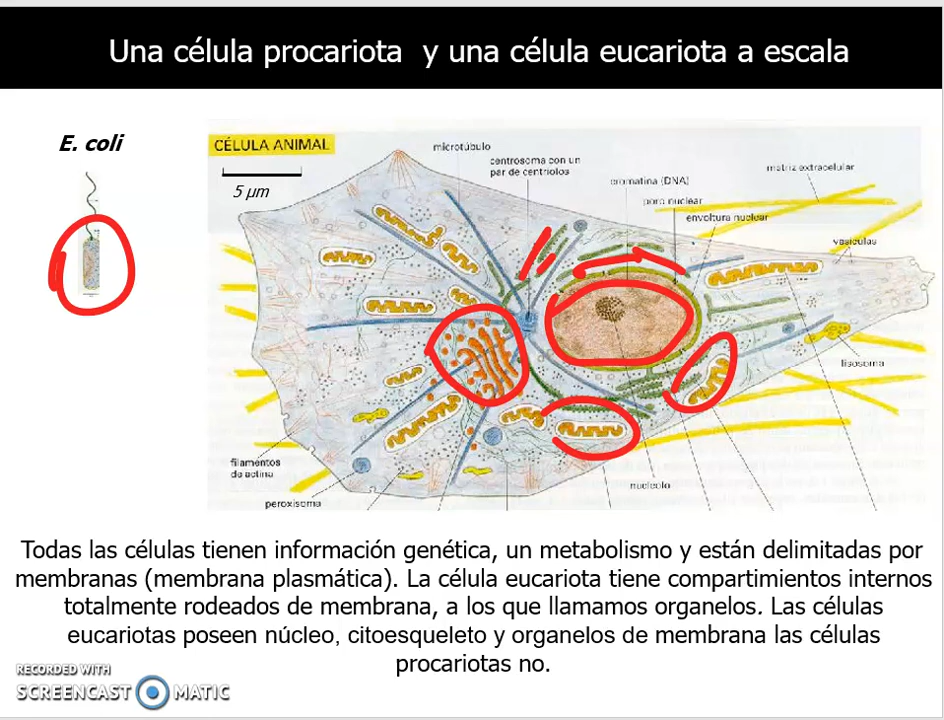 Una célula procariota y una célula eucariota a escala
E. coli
CÉLULA ANIMAL
5 µm
microtúbulo
centrosoma con un
par de centriolos
cromatina (DNA)
poro nuclear
envoltura nuclear
matriz extracelular
vesículas
lisosoma
filamentos
de actina
peroxisoma
nucléolo
Todas las células tienen información genética, un metabolismo y están delimitadas por
membranas (membrana plasmática). La célula eucariota tiene compartimientos internos
totalmente rodeados de membrana, a los que llamamos organelos. Las células
eucariotas poseen núcleo, citoesqueleto y organelos de membrana las células
procariotas no.
RECORDED WITH
SCREENCAST MATIC